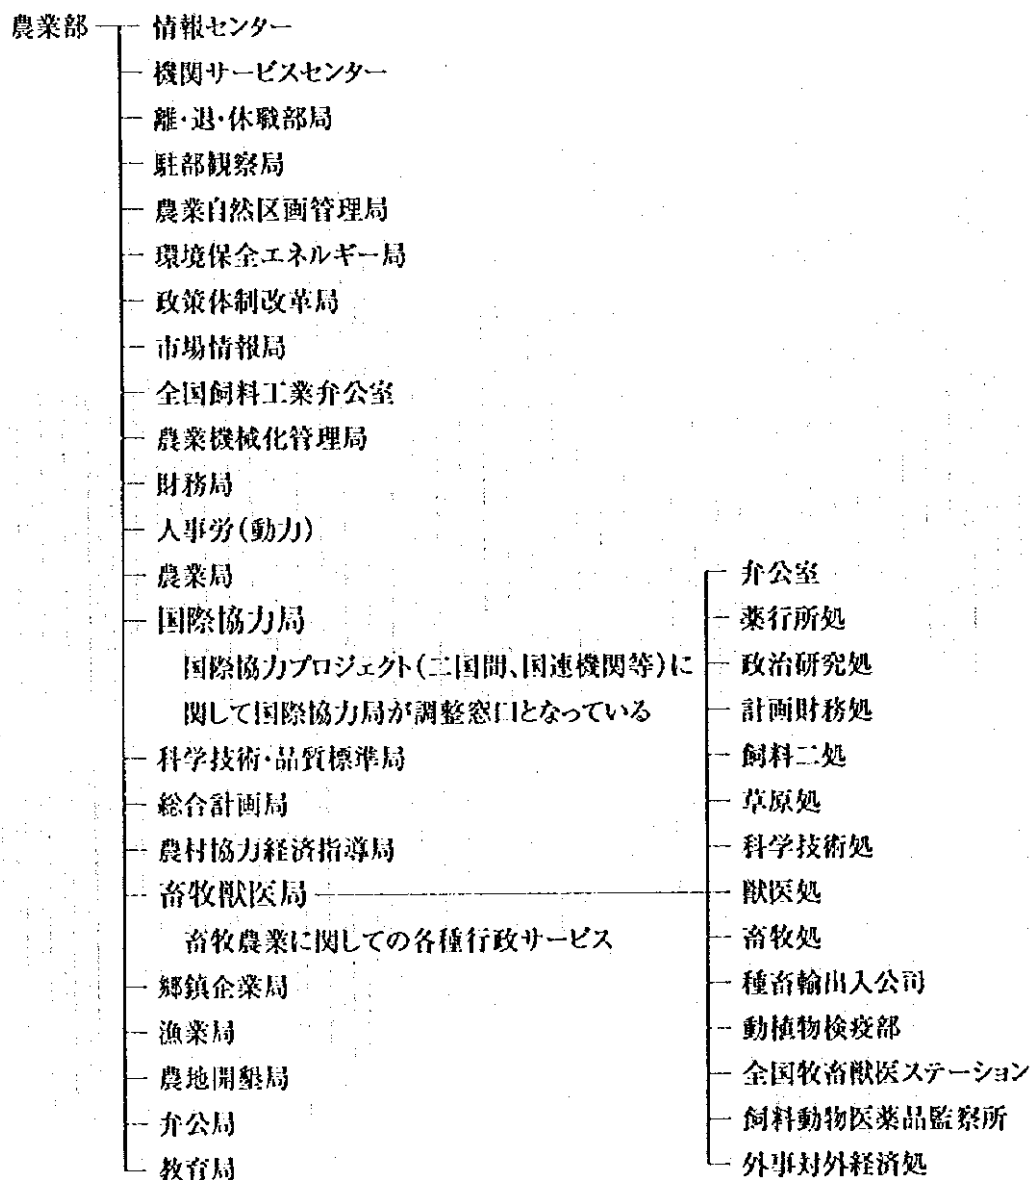 農業部
情報センター
機関サービスセンター
離・退・休職部局
駐部観察局
農業自然区画管理局
環境保全エネルギー局
政策体制改革局
市場情報局
全国飼料工業弁公室
農業機械化管理局
財務局
人事労(動力)
農業局
国際協力局
国際協力プロジェクト(二国間、国連機関等)に
関して国際協力局が調整窓口となっている
科学技術・品質標準局
総合計画局
農村協力経済指導局
畜牧獣医局
畜牧農業に関しての各種行政サービス
郷鎮企業局
漁業局
農地開墾局
弁公局
教育局
弁公室
薬行所処
政治研究処
計画財務処
飼料二処
草原処
科学技術処
獣医処
畜牧処
種畜輸出入公司
動植物検疫部
全国牧畜獣医ステーション
飼料動物医薬品監察所
外事対外経済処